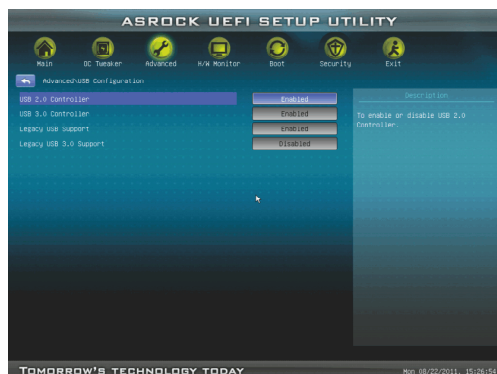 ASROCK UEFI SETUP UTILITY
Main OC Tweaker Advanced H/W Monitor Boot Security Exit
Advanced\USB Configuration
USB 2.0 Controller Enabled
USB 3.0 Controller Enabled
Legacy USB Support Enabled
Legacy USB 3.0 Support Disabled
Description
To enable or disable USB 2.0
Controller.
TOMORROW'S TECHNOLOGY TODAY
Mon 08/22/2011, 15:26:54